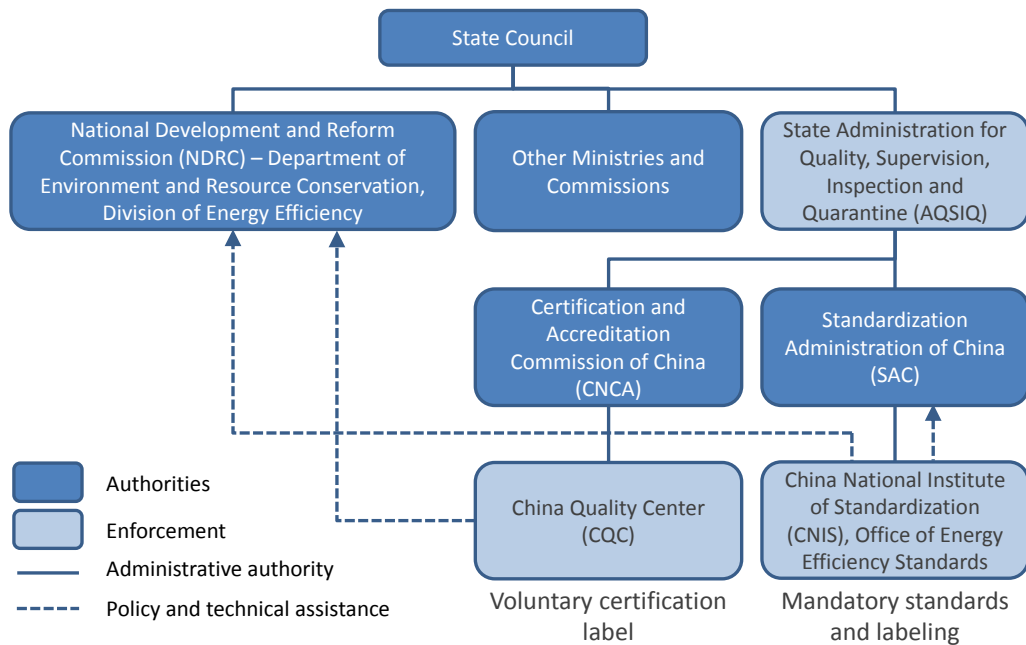 State Council
National Development and Reform
Commission (NDRC) – Department of
Environment and Resource Conservation,
Division of Energy Efficiency
Other Ministries and
Commissions
State Administration for
Quality, Supervision,
Inspection and
Quarantine (AQSIQ)
Certification and
Accreditation
Commission of China
(CNCA)
Standardization
Administration of China
(SAC)
China Quality Center
(CQC)
China National Institute
of Standardization
(CNIS), Office of Energy
Efficiency Standards
Voluntary certification
label
Mandatory standards
and labeling
Authorities
Enforcement
Administrative authority
Policy and technical assistance